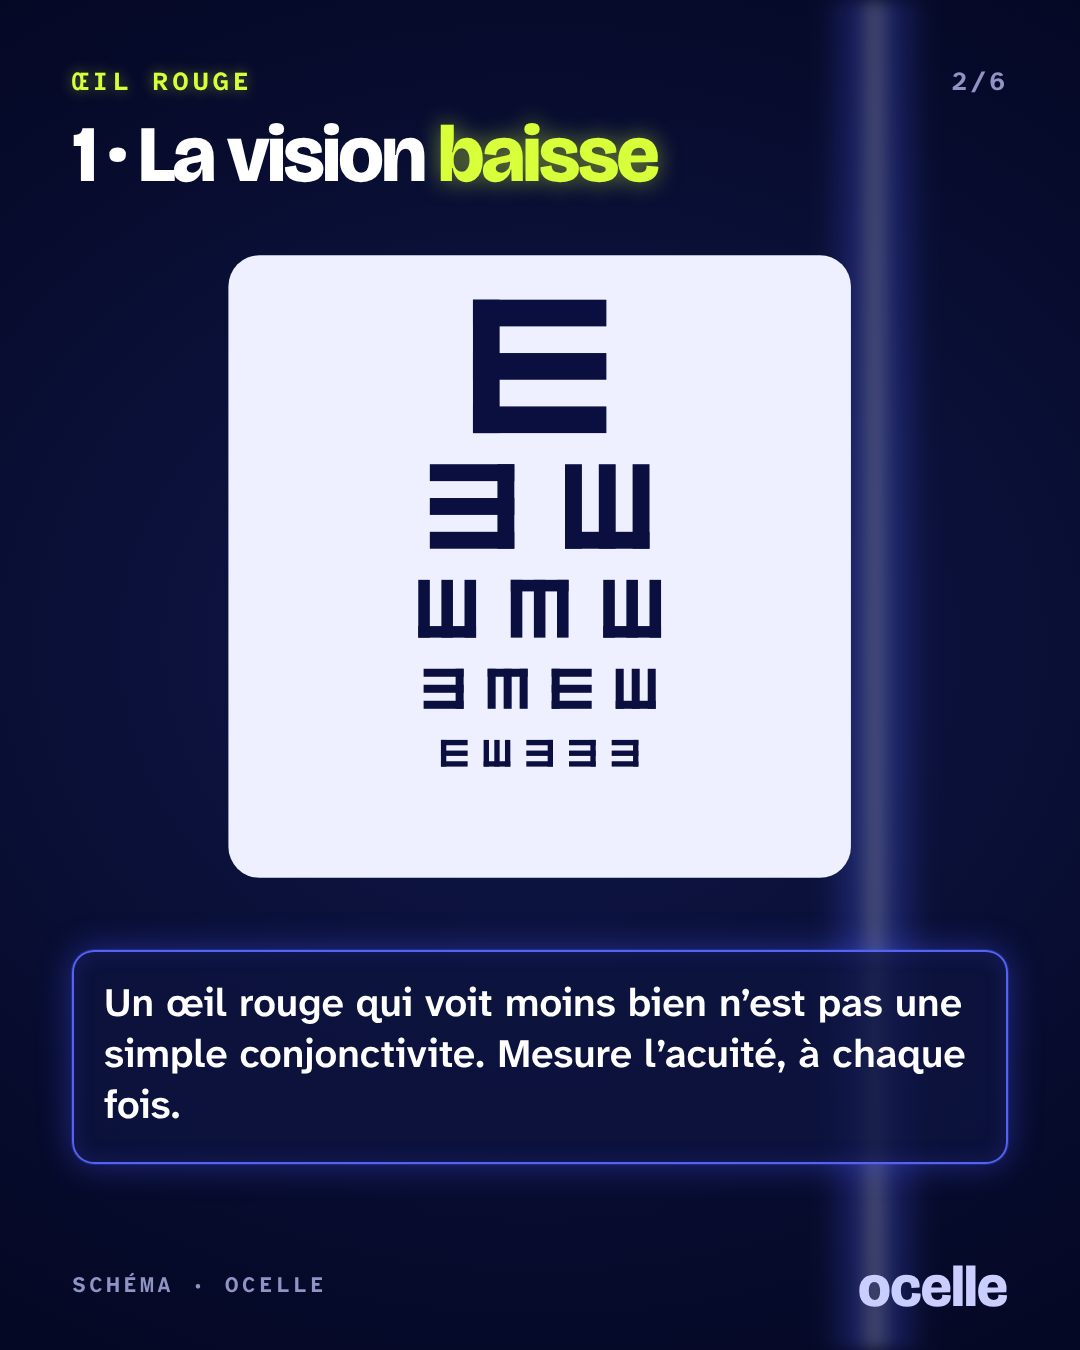 ŒIL ROUGE
2/6
1 · La vision baisse
E
E E
E E E
E E E E
E E E E E
Un œil rouge qui voit moins bien n’est pas une
simple conjonctivite. Mesure l’acuité, à chaque
fois.
SCHÉMA · OCELLE
ocelle